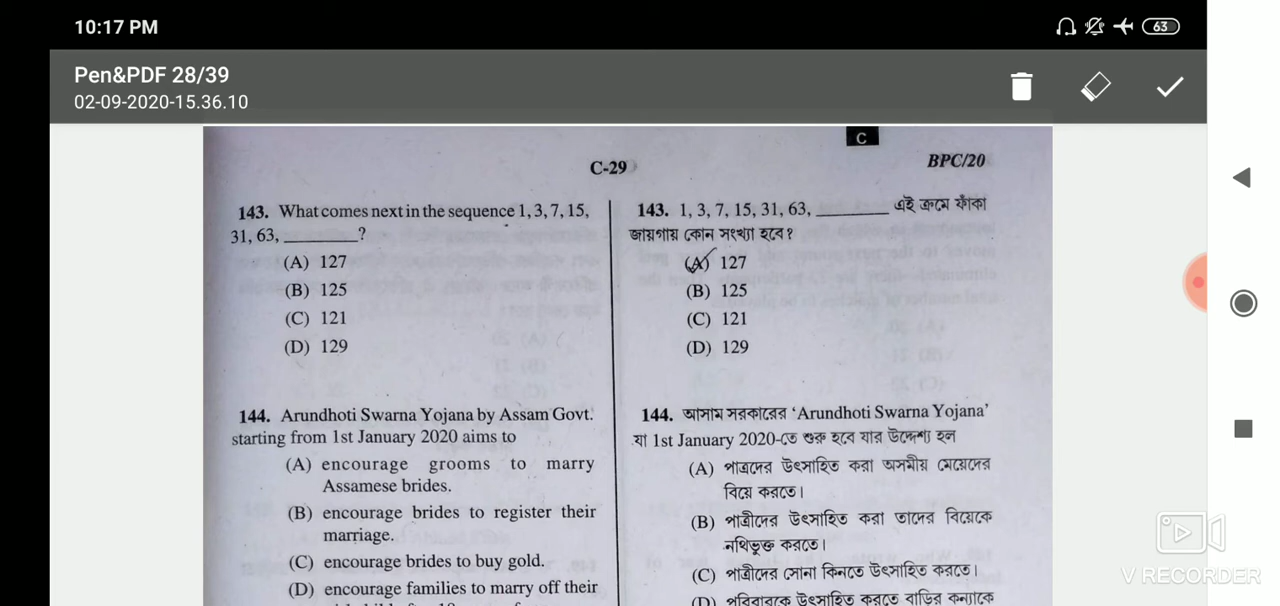 10:17 PM
63
Pen&PDF 28/39
02-09-2020-15.36.10
C
C-29
BPC/20
143. What comes next in the sequence 1, 3, 7, 15,
31, 63, ________?
(A) 127
(B) 125
(C) 121
(D) 129
144. Arundhoti Swarna Yojana by Assam Govt.
starting from 1st January 2020 aims to
(A) encourage grooms to marry
Assamese brides.
(B) encourage brides to register their
marriage.
(C) encourage brides to buy gold.
(D) encourage families to marry off their
143. 1, 3, 7, 15, 31, 63, ________ এই ক্রমে ফাঁকা
জায়গায় কোন সংখ্যা হবে?
(A) 127
(B) 125
(C) 121
(D) 129
144. আসাম সরকারের ‘Arundhoti Swarna Yojana’
যা 1st January 2020-তে শুরু হবে যার উদ্দেশ্য হল
(A) পাত্রদের উৎসাহিত করা অসমীয় মেয়েদের
বিয়ে করতে।
(B) পাত্রীদের উৎসাহিত করা তাদের বিয়েকে
নথিভুক্ত করতে।
(C) পাত্রীদের সোনা কিনতে উৎসাহিত করতে।
(D) পরিবারকে উৎসাহিত করতে বাড়ির কন্যাকে
V RECORDER